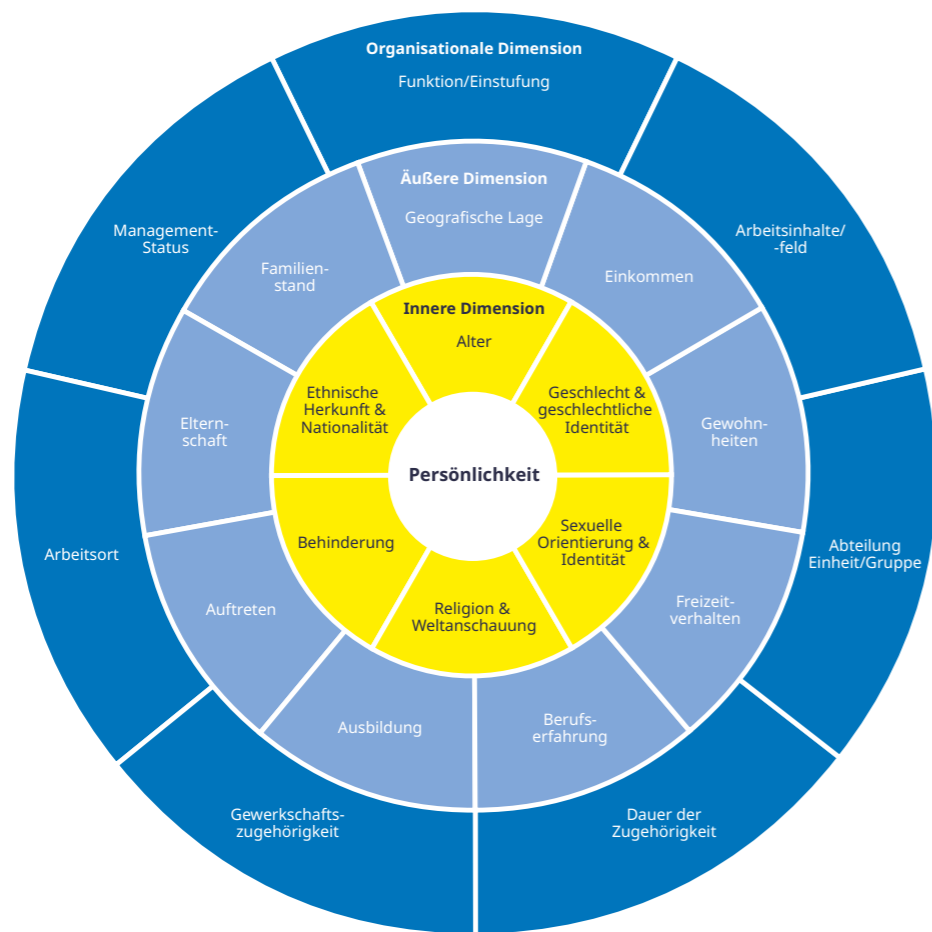 Organisationale Dimension
Funktion/Einstufung
Arbeitsinhalte/
-feld
Abteilung
Einheit/Gruppe
Dauer der
Zugehörigkeit
Gewerkschafts-
zugehörigkeit
Arbeitsort
Management-
Status
Äußere Dimension
Geografische Lage
Einkommen
Gewohn-
heiten
Freizeit-
verhalten
Berufs-
erfahrung
Ausbildung
Auftreten
Eltern-
schaft
Familien-
stand
Innere Dimension
Alter
Geschlecht &
geschlechtliche
Identität
Sexuelle
Orientierung &
Identität
Religion &
Weltanschauung
Behinderung
Ethnische
Herkunft &
Nationalität
Persönlichkeit